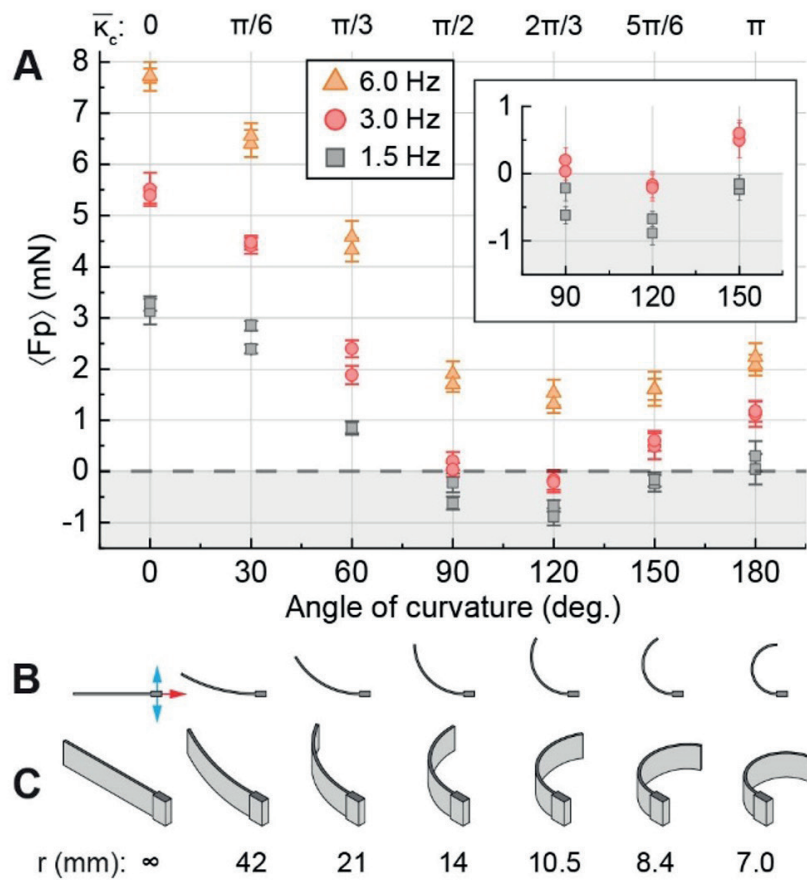 κ̅c: 0 π/6 π/3 π/2 2π/3 5π/6 π
A
8
7
6
5
4
3
2
1
0
-1
⟨Fp⟩ (mN)
6.0 Hz
3.0 Hz
1.5 Hz
1
0
-1
90 120 150
0 30 60 90 120 150 180
Angle of curvature (deg.)
B
C
r (mm): ∞ 42 21 14 10.5 8.4 7.0